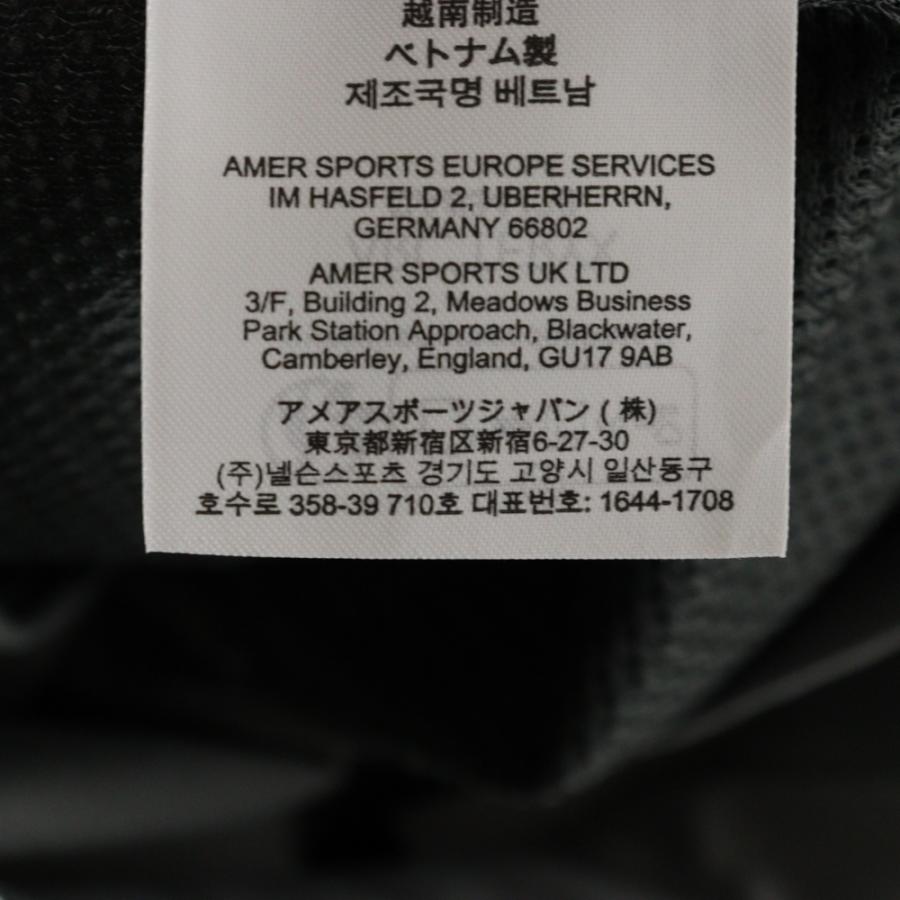 越南制造
ベトナム製
제조국명 베트남
AMER SPORTS EUROPE SERVICES
IM HASFELD 2, UBERHERRN,
GERMANY 66802
AMER SPORTS UK LTD
3/F, Building 2, Meadows Business
Park Station Approach, Blackwater,
Camberley, England, GU17 9AB
アメアスポーツジャパン ( 株)
東京都新宿区新宿6-27-30
(주)넬슨스포츠 경기도 고양시 일산동구
호수로 358-39 710호 대표번호: 1644-1708